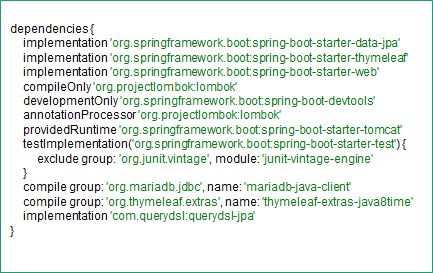 dependencies {
implementation 'org.springframework.boot:spring-boot-starter-data-jpa'
implementation 'org.springframework.boot:spring-boot-starter-thymeleaf'
implementation 'org.springframework.boot:spring-boot-starter-web'
compileOnly 'org.projectlombok:lombok'
developmentOnly 'org.springframework.boot:spring-boot-devtools'
annotationProcessor 'org.projectlombok:lombok'
providedRuntime 'org.springframework.boot:spring-boot-starter-tomcat'
testImplementation('org.springframework.boot:spring-boot-starter-test') {
exclude group: 'org.junit.vintage', module: 'junit-vintage-engine'
}
compile group: 'org.mariadb.jdbc', name: 'mariadb-java-client'
compile group: 'org.thymeleaf.extras', name: 'thymeleaf-extras-java8time'
implementation 'com.querydsl:querydsl-jpa'
}